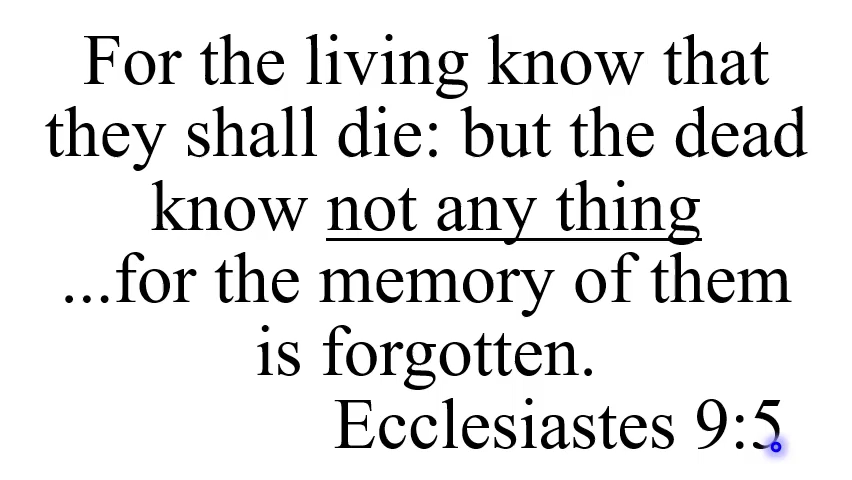 For the living know that
they shall die: but the dead
know not any thing
...for the memory of them
is forgotten.
Ecclesiastes 9:5